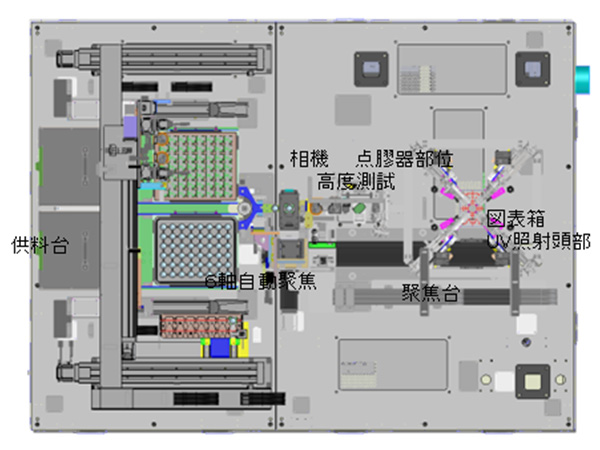 相機 点膠器部位
高度測試
図表箱
UV照射頭部
供料台
6軸自動聚焦
聚焦台